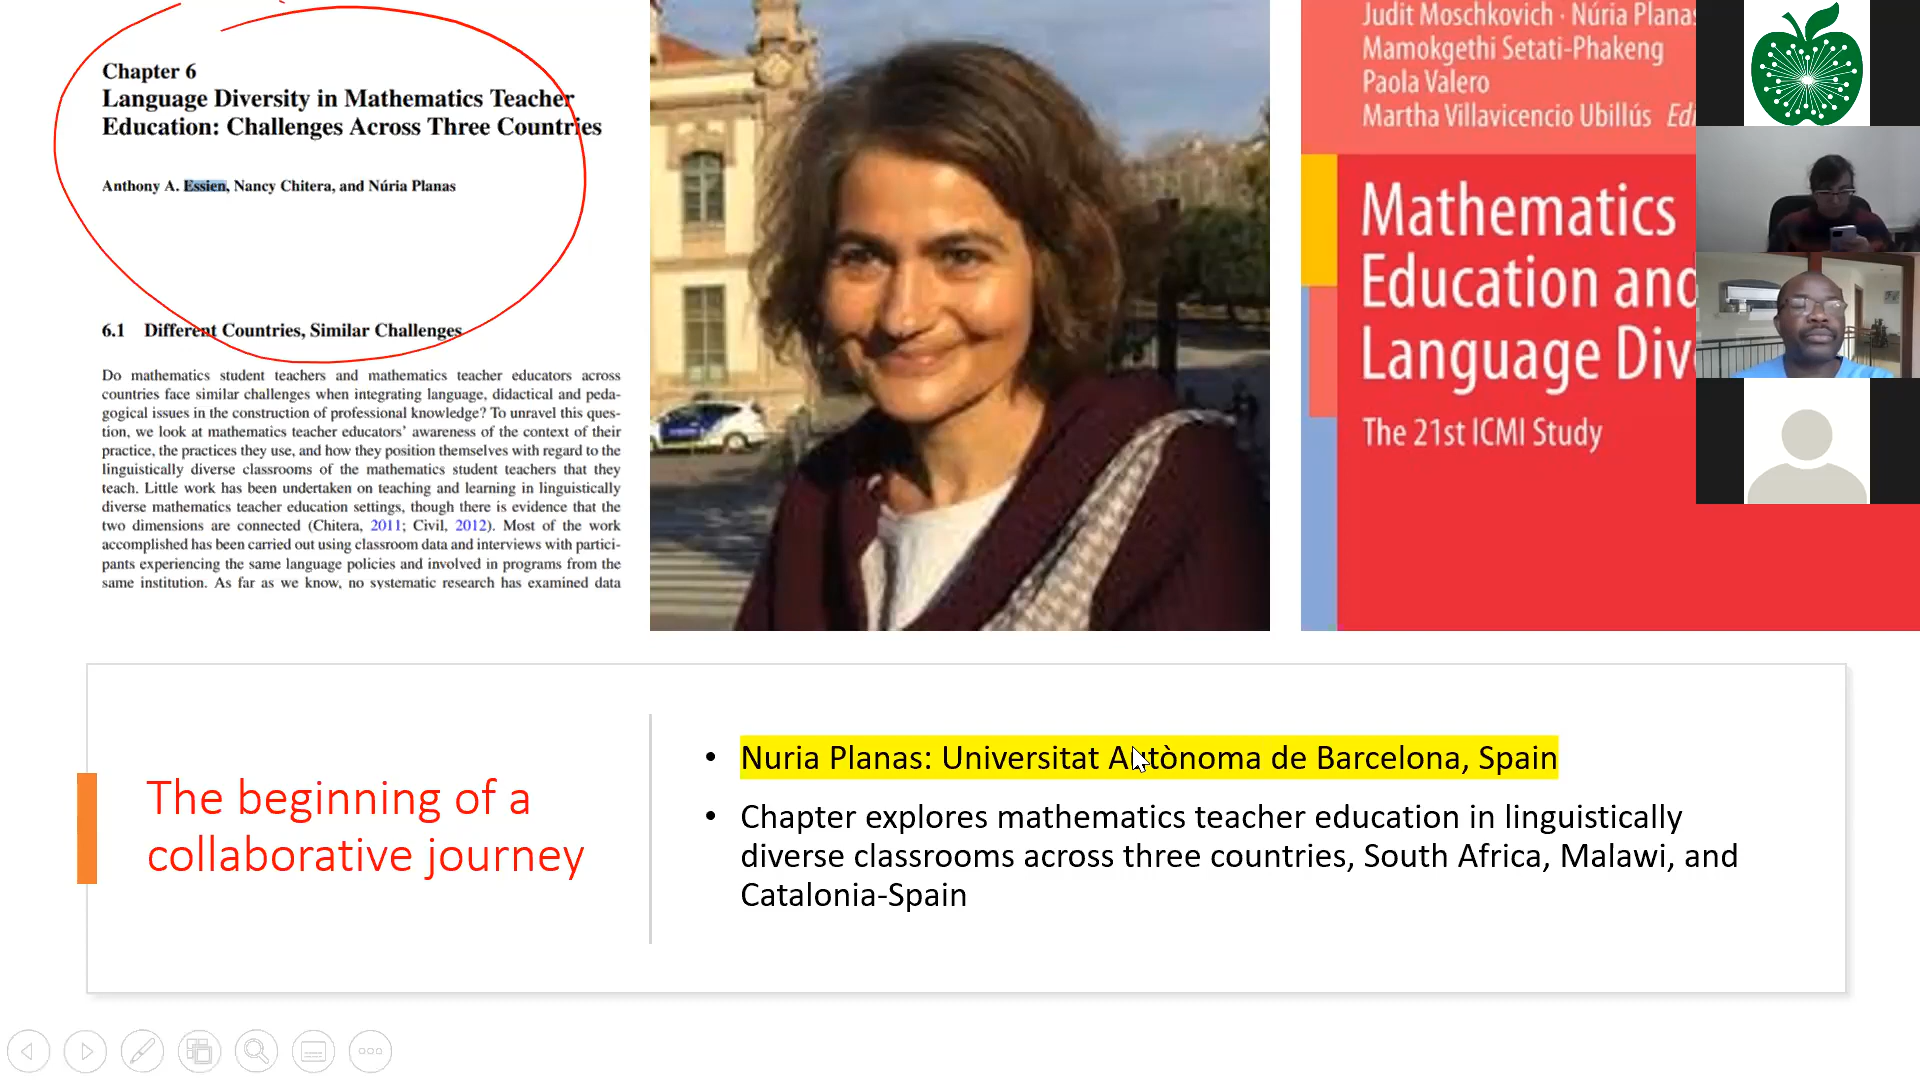 Chapter 6
Language Diversity in Mathematics Teacher
Education: Challenges Across Three Countries
Anthony A. Essien, Nancy Chitera, and Núria Planas
6.1 Different Countries, Similar Challenges
Do mathematics student teachers and mathematics teacher educators across
countries face similar challenges when integrating language, didactical and peda-
gogical issues in the construction of professional knowledge? To unravel this ques-
tion, we look at mathematics teacher educators' awareness of the context of their
practice, the practices they use, and how they position themselves with regard to the
linguistically diverse classrooms of the mathematics student teachers that they
teach. Little work has been undertaken on teaching and learning in linguistically
diverse mathematics teacher education settings, though there is evidence that the
two dimensions are connected (Chitera, 2011; Civil, 2012). Most of the work
accomplished has been carried out using classroom data and interviews with partici-
pants experiencing the same language policies and involved in programs from the
same institution. As far as we know, no systematic research has examined data
Judit Moschkovich · Núria Planas
Mamokgethi Setati-Phakeng
Paola Valero
Martha Villavicencio Ubillús Edi
Mathematics
Education and
Language Div
The 21st ICMI Study
The beginning of a
collaborative journey
• Nuria Planas: Universitat Autònoma de Barcelona, Spain
• Chapter explores mathematics teacher education in linguistically
diverse classrooms across three countries, South Africa, Malawi, and
Catalonia-Spain